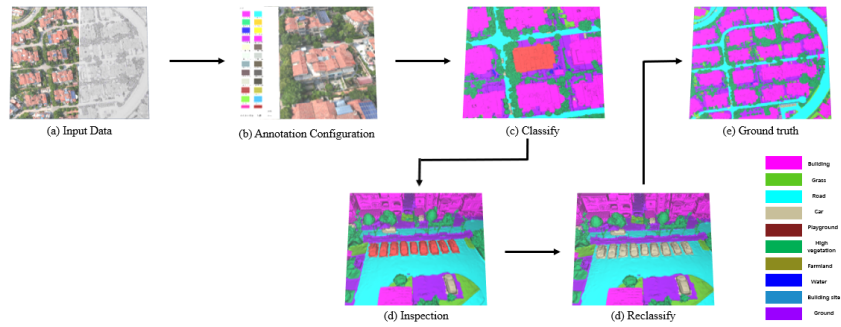 (a) Input Data
(b) Annotation Configuration
(c) Classify
(e) Ground truth
(d) Inspection
(d) Reclassify
Building
Grass
Road
Car
Playground
High
vegetation
Farmland
Water
Building site
Ground